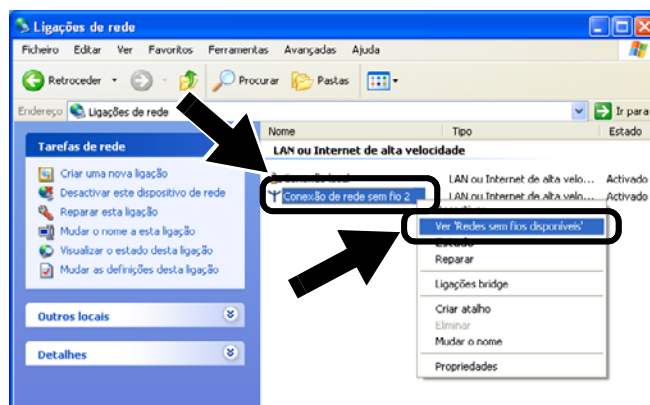 Ligações de rede
Ficheiro Editar Ver Favoritos Ferramentas Avançadas Ajuda
Retroceder Procurar Pastas
Endereço Ligações de rede Ir para
Nome Tipo Estado
Tarefas de rede
Criar uma nova ligação
Desactivar este dispositivo de rede
Reparar esta ligação
Mudar o nome a esta ligação
Visualizar o estado desta ligação
Mudar as definições desta ligação
Outros locais
Detalhes
LAN ou Internet de alta velocidade
Conexão local LAN ou Internet de alta velo... Activado
Conexão de rede sem fio 2 LAN ou Internet de alta velo... Activado
Ver 'Redes sem fios disponíveis'
Estado
Reparar
Ligações bridge
Criar atalho
Eliminar
Mudar o nome
Propriedades